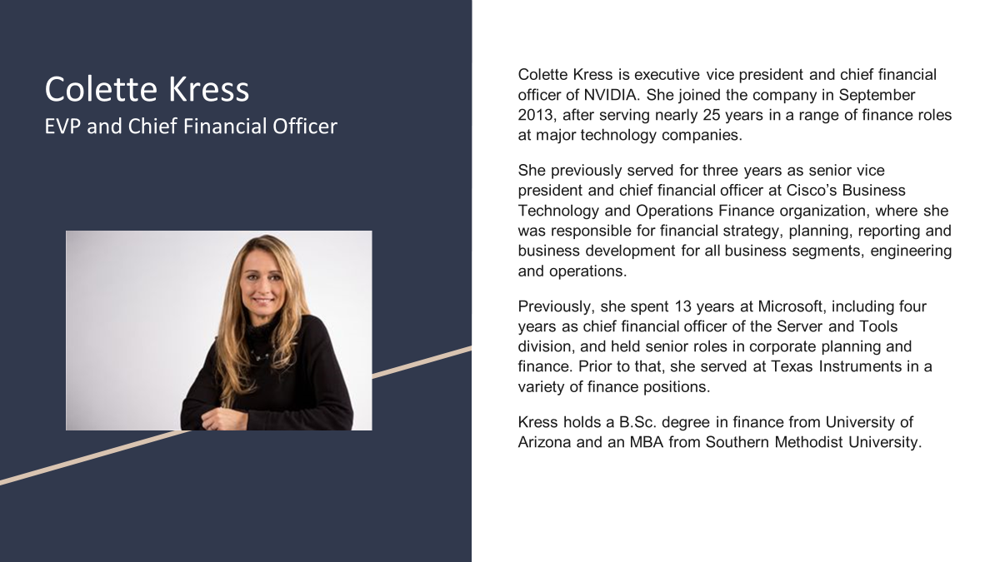 Colette Kress
EVP and Chief Financial Officer
Colette Kress is executive vice president and chief financial
officer of NVIDIA. She joined the company in September
2013, after serving nearly 25 years in a range of finance roles
at major technology companies.
She previously served for three years as senior vice
president and chief financial officer at Cisco’s Business
Technology and Operations Finance organization, where she
was responsible for financial strategy, planning, reporting and
business development for all business segments, engineering
and operations.
Previously, she spent 13 years at Microsoft, including four
years as chief financial officer of the Server and Tools
division, and held senior roles in corporate planning and
finance. Prior to that, she served at Texas Instruments in a
variety of finance positions.
Kress holds a B.Sc. degree in finance from University of
Arizona and an MBA from Southern Methodist University.